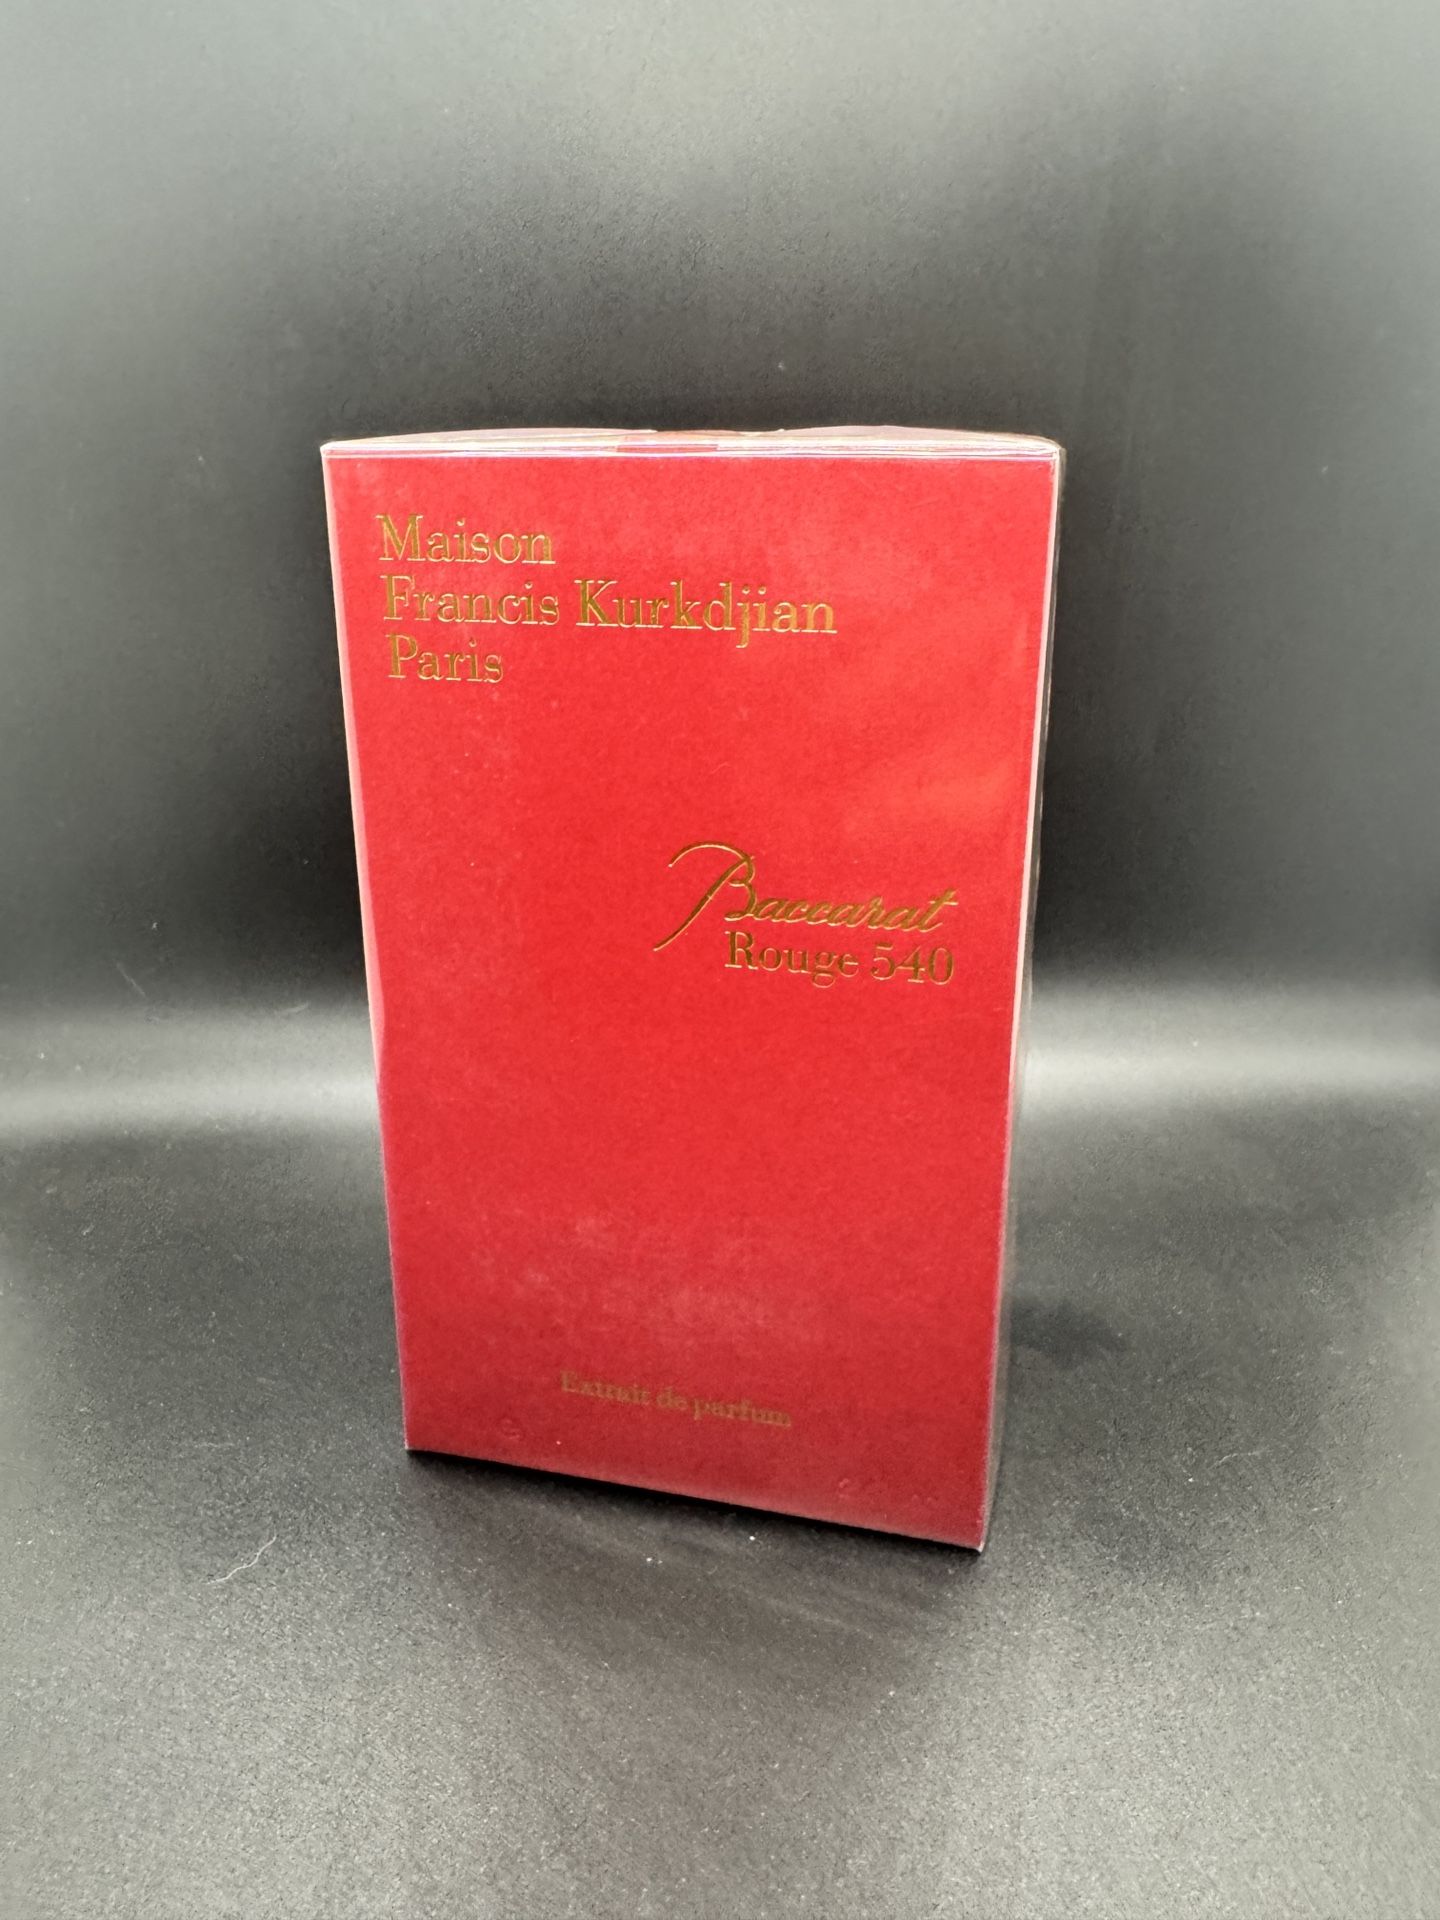 Maison
Francis Kurkdjian
Paris
Baccarat
Rouge 540
Extrait de parfum